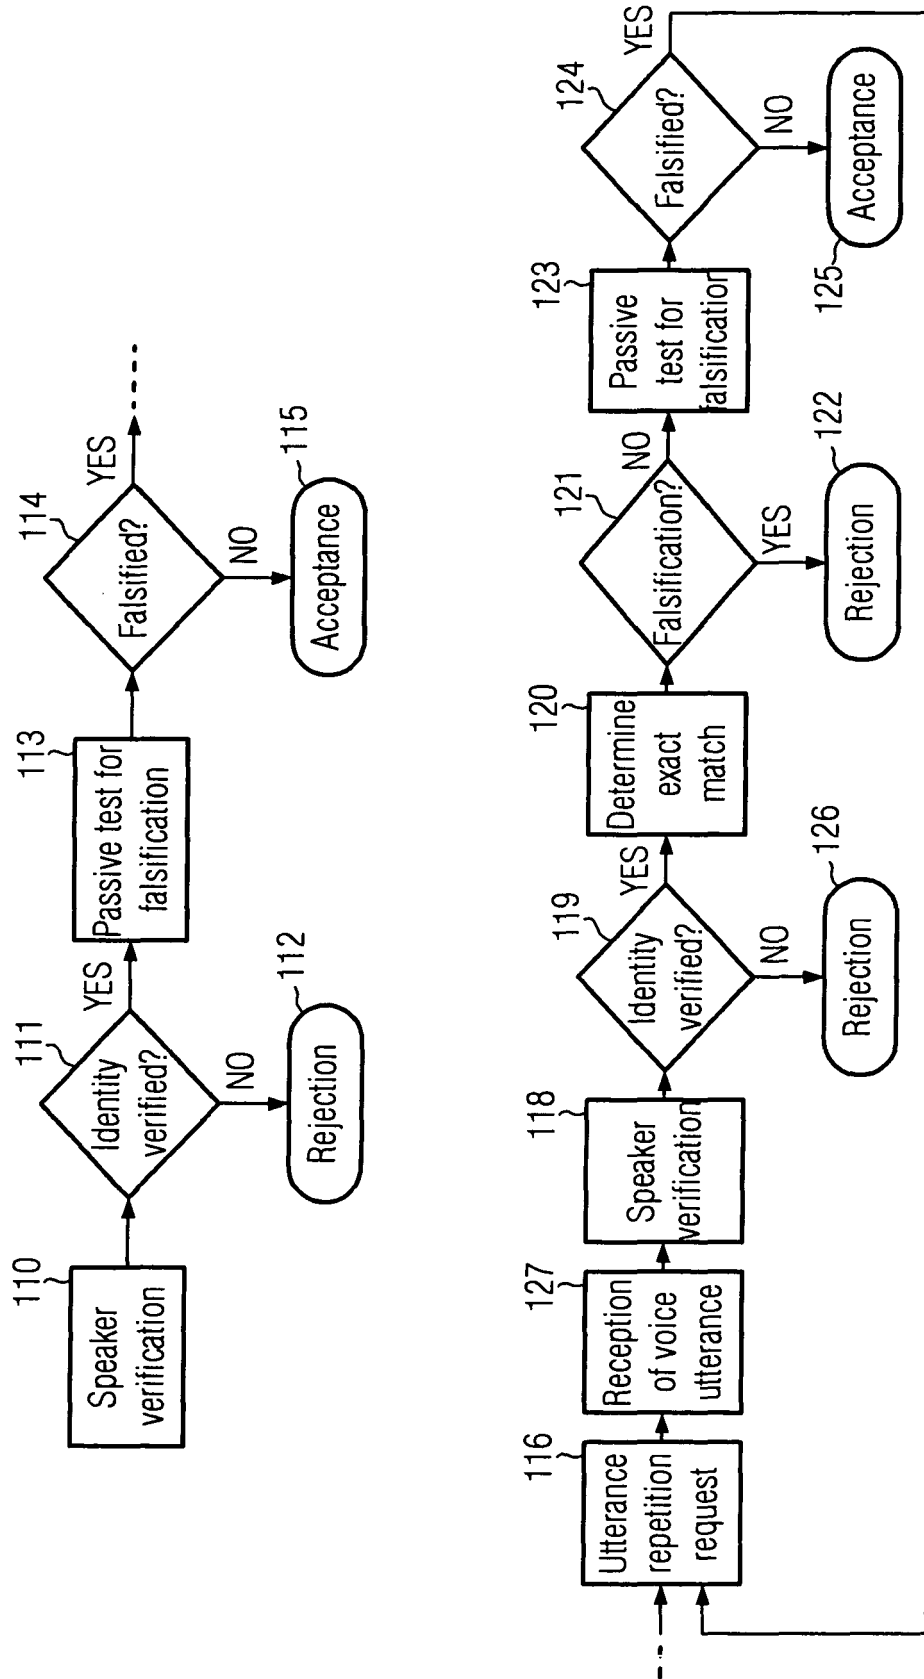 110
Speaker
verification
111
Identity
verified?
YES
NO
112
Rejection
113
Passive test for
falsification
114
Falsified?
YES
NO
115
Acceptance
116
Utterance
repetition
request
127
Reception
of voice
utterance
118
Speaker
verification
119
Identity
verified?
YES
NO
126
Rejection
120
Determine
exact
match
121
Falsification?
NO
YES
122
Rejection
123
Passive
test for
falsification
124
Falsified?
YES
NO
125
Acceptance